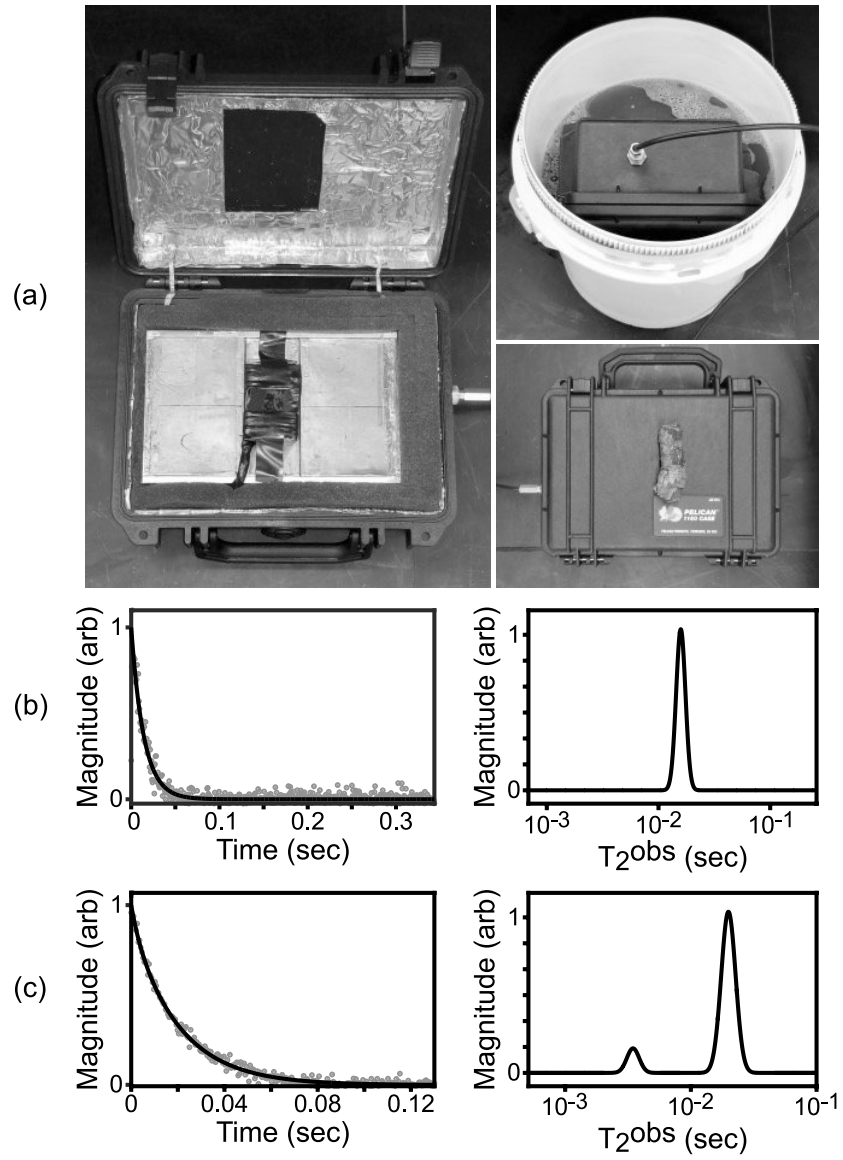 (a)
PELICAN™
1150 CASE
(b)
Magnitude (arb)
1
0
0
0.1
0.2
0.3
Time (sec)
Magnitude (arb)
1
0
10-3
10-2
10-1
T2obs (sec)
(c)
Magnitude (arb)
1
0
0
0.04
0.08
0.12
Time (sec)
Magnitude (arb)
1
0
10-3
10-2
10-1
T2obs (sec)